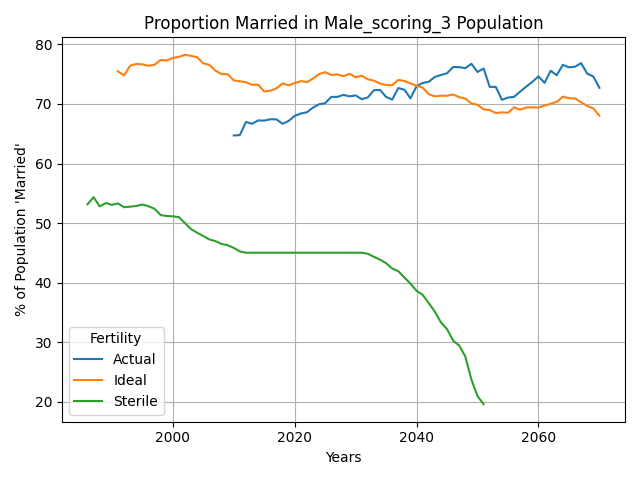 Proportion Married in Male_scoring_3 Population
% of Population 'Married'
80
70
60
50
40
30
20
Fertility
Actual
Ideal
Sterile
2000 2020 2040 2060
Years